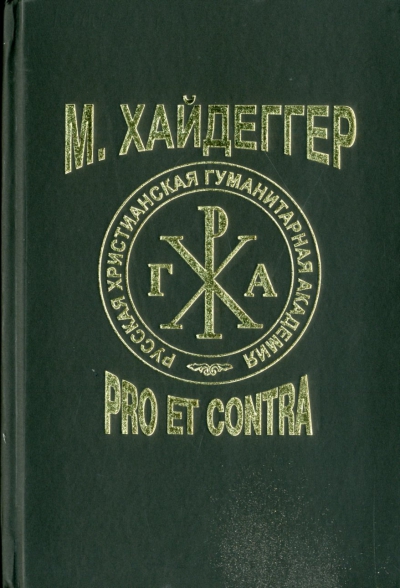 М. ХАЙДЕГГЕР
РУССКАЯ ХРИСТИАНСКАЯ ГУМАНИТАРНАЯ АКАДЕМИЯ
Р
Г Х А
PRO ET CONTRA